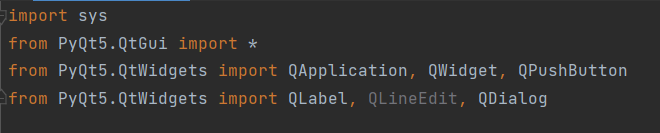 import sys
from PyQt5.QtGui import *
from PyQt5.QtWidgets import QApplication, QWidget, QPushButton
from PyQt5.QtWidgets import QLabel, QLineEdit, QDialog